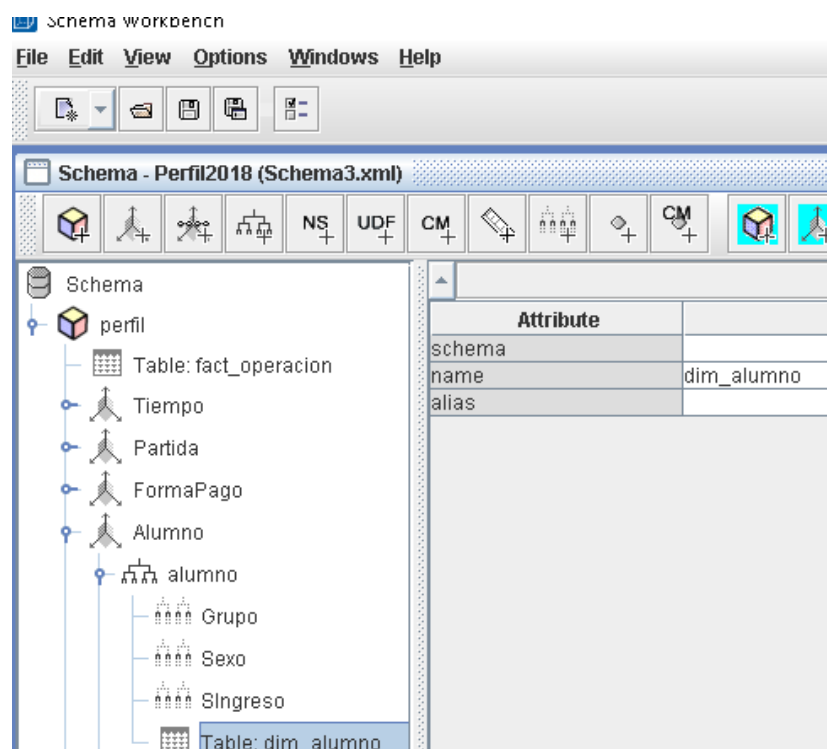 Schema Workbench
File Edit View Options Windows Help
Schema - Perfil2018 (Schema3.xml)
NS UDF CM CM
Schema
perfil
Table: fact_operacion
Tiempo
Partida
FormaPago
Alumno
alumno
Grupo
Sexo
SIngreso
Table: dim_alumno
Attribute
schema
name dim_alumno
alias